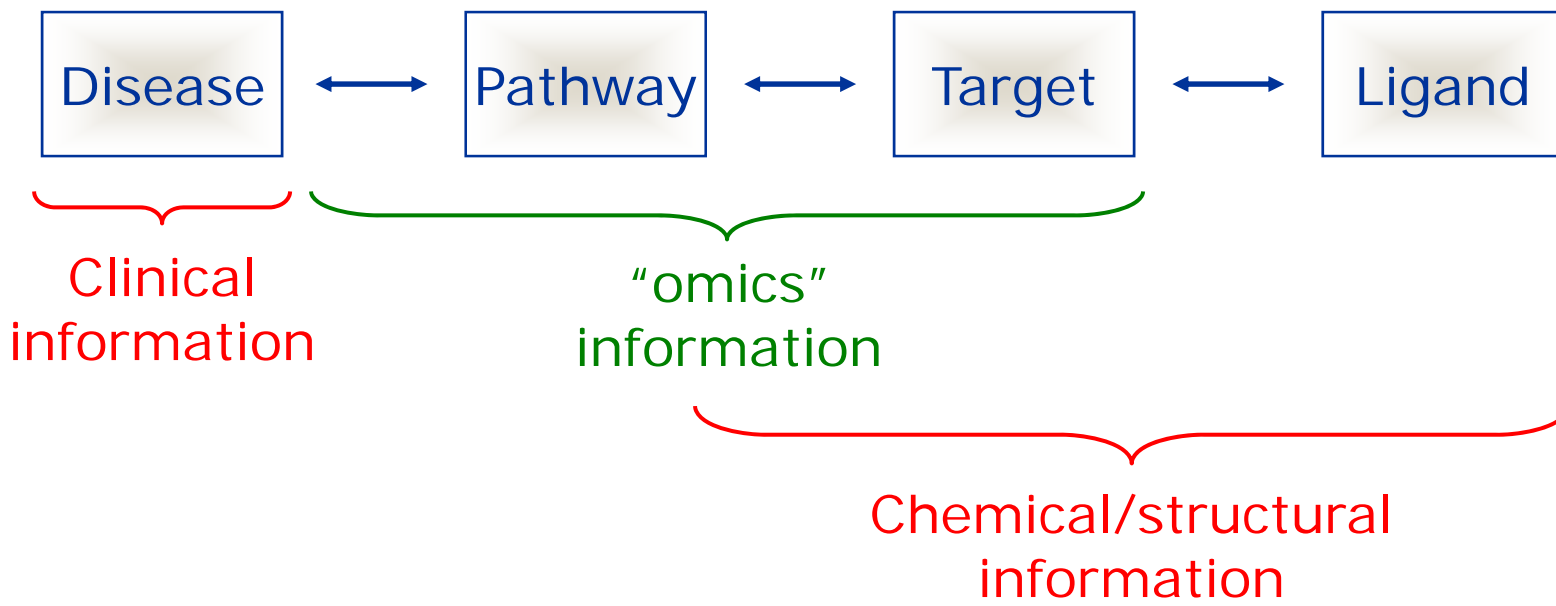 Disease
Pathway
Target
Ligand
Clinical
information
“omics”
information
Chemical/structural
information